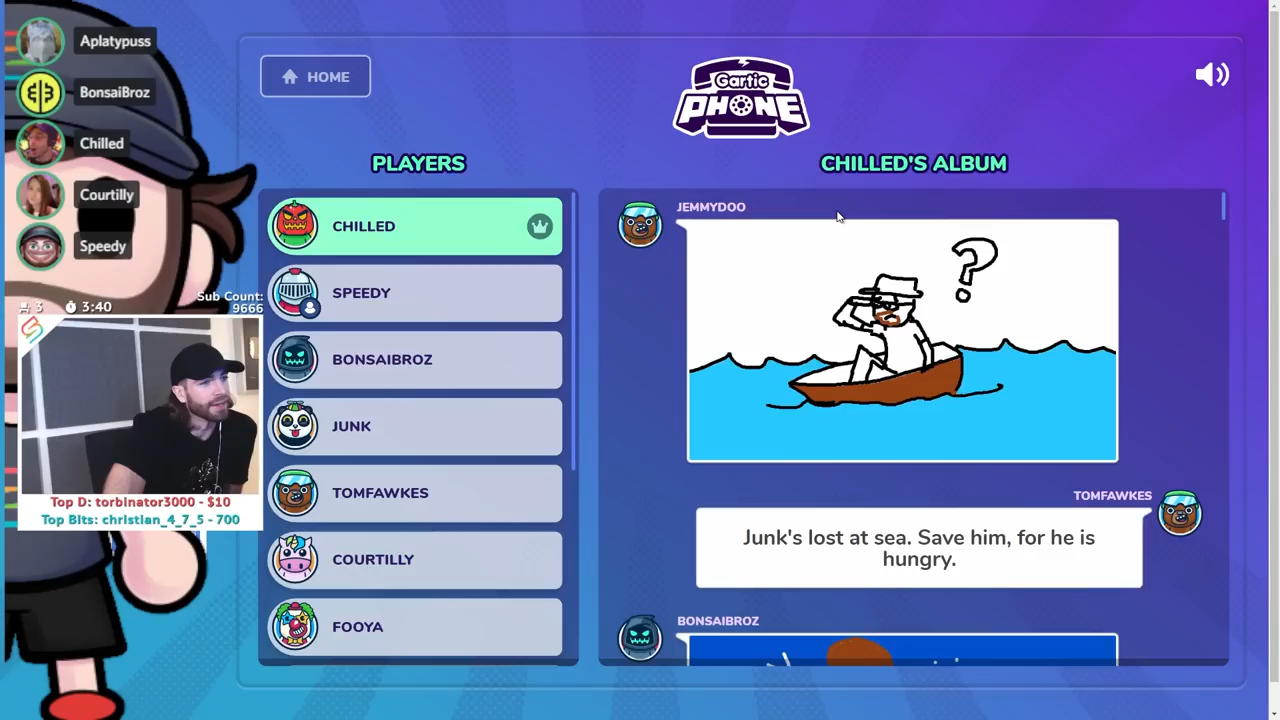 Aplatypuss
BonsaiBroz
Chilled
Courtilly
Speedy
3
3:40
Sub Count:
9666
Top D: torbinator3000 - $10
Top Bits: christian_4_7_5 - 700
HOME
Gartic
PHONE
PLAYERS
CHILLED
SPEEDY
BONSAIBROZ
JUNK
TOMFAWKES
COURTILLY
FOOYA
CHILLED'S ALBUM
JEMMYDOO
?
TOMFAWKES
Junk's lost at sea. Save him, for he is
hungry.
BONSAIBROZ